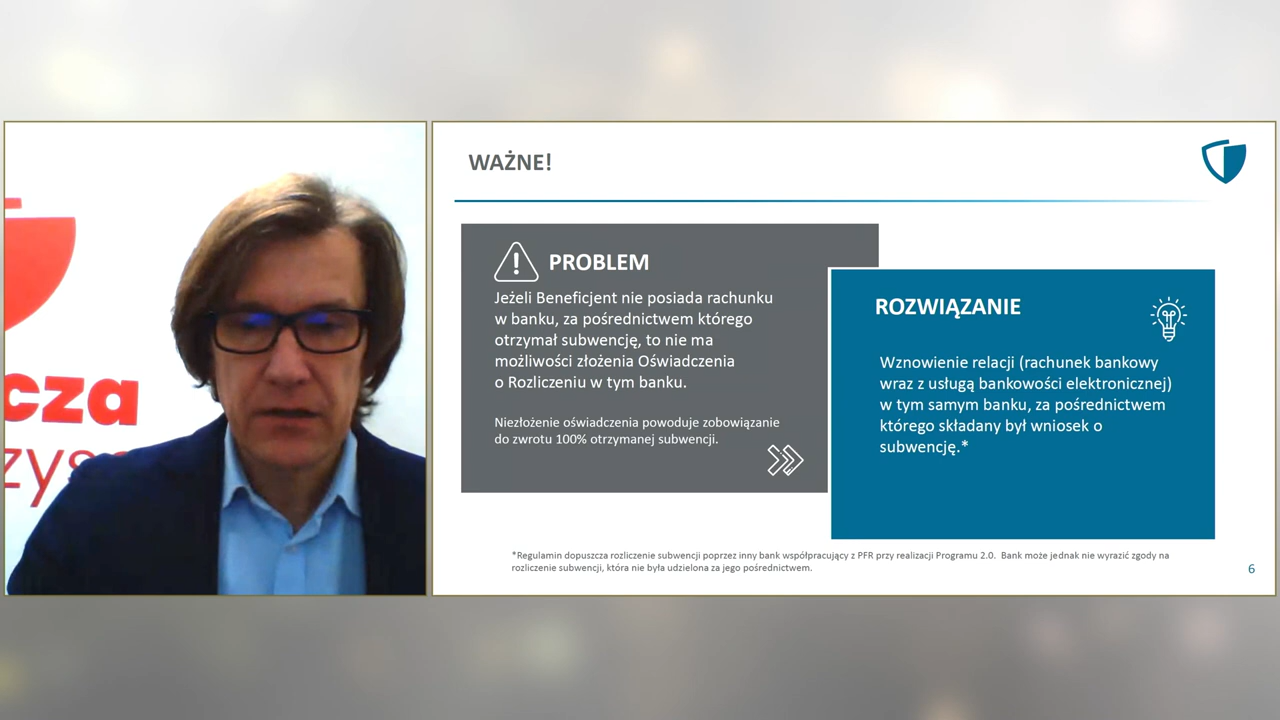 cza
zys
WAŻNE!
PROBLEM
Jeżeli Beneficjent nie posiada rachunku
w banku, za pośrednictwem którego
otrzymał subwencję, to nie ma
możliwości złożenia Oświadczenia
o Rozliczeniu w tym banku.
Niezłożenie oświadczenia powoduje zobowiązanie
do zwrotu 100% otrzymanej subwencji.
ROZWIĄZANIE
Wznowienie relacji (rachunek bankowy
wraz z usługą bankowości elektronicznej)
w tym samym banku, za pośrednictwem
którego składany był wniosek o
subwencję.*
*Regulamin dopuszcza rozliczenie subwencji poprzez inny bank współpracujący z PFR przy realizacji Programu 2.0. Bank może jednak nie wyrazić zgody na
rozliczenie subwencji, która nie była udzielona za jego pośrednictwem.
6